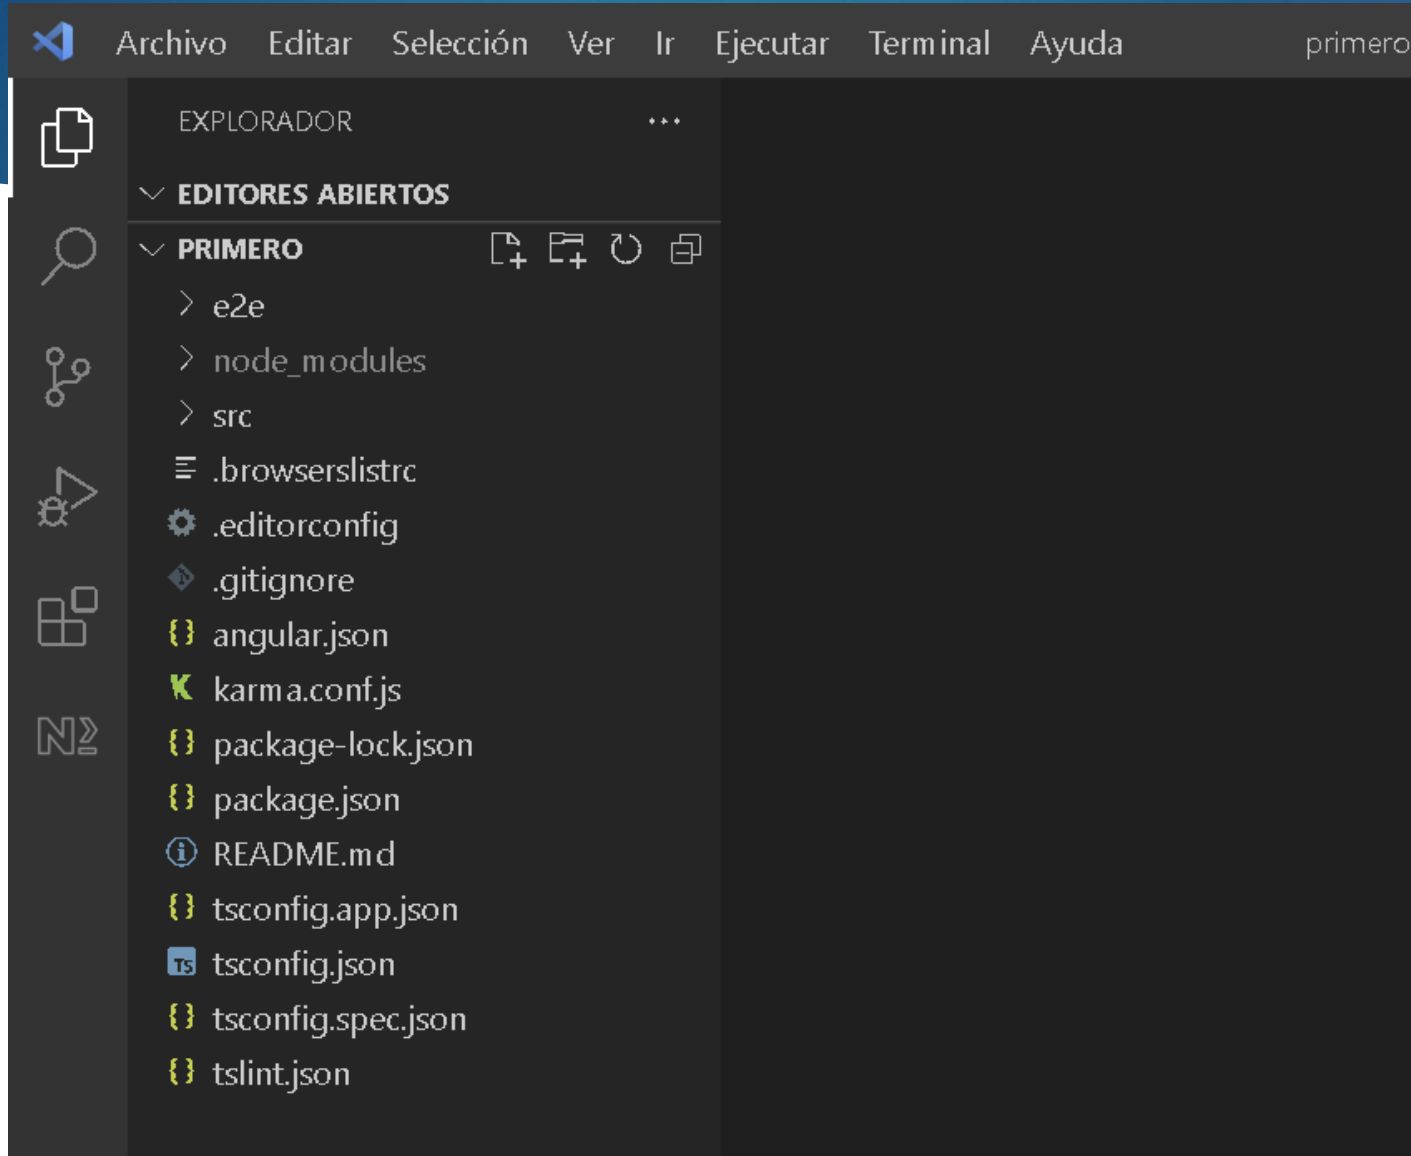 Archivo Editar Selección Ver Ir Ejecutar Terminal Ayuda primero
EXPLORADOR
EDITORES ABIERTOS
PRIMERO
e2e
node_modules
src
.browserslistrc
.editorconfig
.gitignore
angular.json
karma.conf.js
package-lock.json
package.json
README.md
tsconfig.app.json
TS tsconfig.json
tsconfig.spec.json
tslint.json